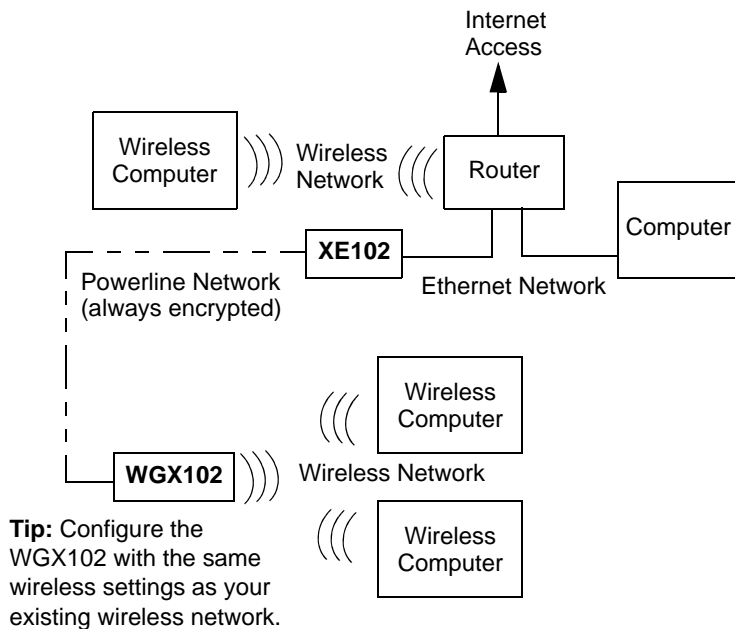 Internet
Access
Wireless
Computer
Wireless
Network
Router
Computer
XE102
Powerline Network
(always encrypted)
Ethernet Network
Wireless
Computer
WGX102
Wireless Network
Wireless
Computer
Tip: Configure the
WGX102 with the same
wireless settings as your
existing wireless network.